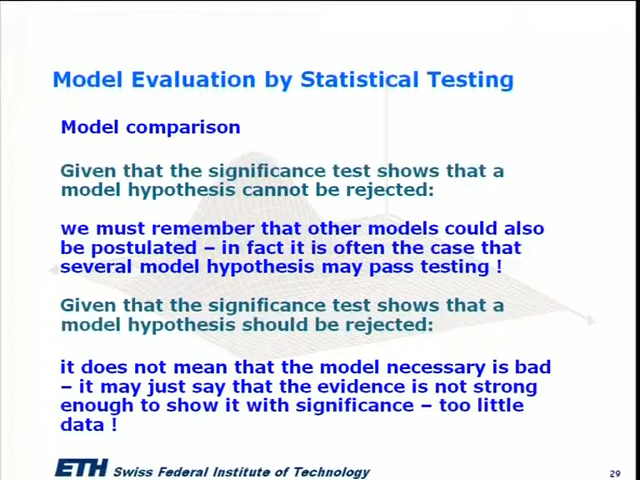 Model Evaluation by Statistical Testing
Model comparison
Given that the significance test shows that a
model hypothesis cannot be rejected:
we must remember that other models could also
be postulated – in fact it is often the case that
several model hypothesis may pass testing !
Given that the significance test shows that a
model hypothesis should be rejected:
it does not mean that the model necessary is bad
– it may just say that the evidence is not strong
enough to show it with significance – too little
data !
ETH Swiss Federal Institute of Technology
29